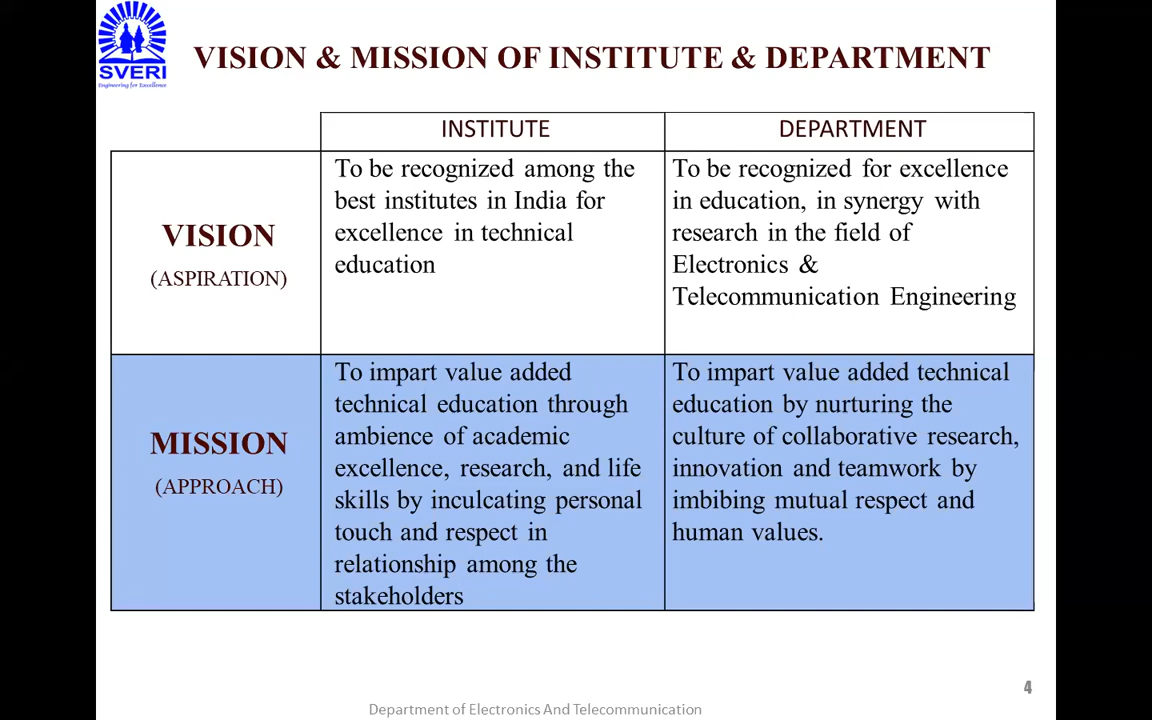 SVERI
Engineering for Excellence
VISION & MISSION OF INSTITUTE & DEPARTMENT
INSTITUTE
DEPARTMENT
VISION
(ASPIRATION)
To be recognized among the
best institutes in India for
excellence in technical
education
To be recognized for excellence
in education, in synergy with
research in the field of
Electronics &
Telecommunication Engineering
MISSION
(APPROACH)
To impart value added
technical education through
ambience of academic
excellence, research, and life
skills by inculcating personal
touch and respect in
relationship among the
stakeholders
To impart value added technical
education by nurturing the
culture of collaborative research,
innovation and teamwork by
imbibing mutual respect and
human values.
4
Department of Electronics And Telecommunication